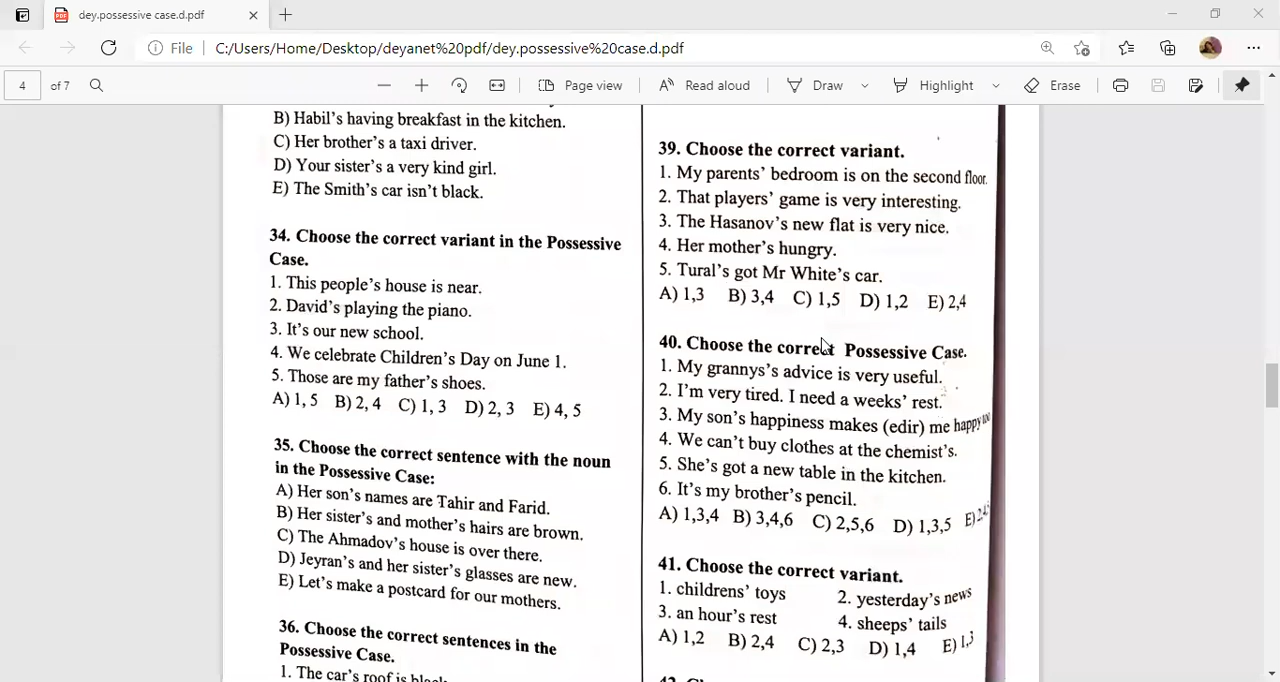 dey.possessive case.d.pdf
File
C:/Users/Home/Desktop/deyanet%20pdf/dey.possessive%20case.d.pdf
4 of 7
Page view
Read aloud
Draw
Highlight
Erase
B) Habil's having breakfast in the kitchen.
C) Her brother's a taxi driver.
D) Your sister's a very kind girl.
E) The Smith's car isn't black.
34. Choose the correct variant in the Possessive
Case.
1. This people's house is near.
2. David's playing the piano.
3. It's our new school.
4. We celebrate Children's Day on June 1.
5. Those are my father's shoes.
A) 1, 5 B) 2, 4 C) 1, 3 D) 2, 3 E) 4, 5
35. Choose the correct sentence with the noun
in the Possessive Case:
A) Her son's names are Tahir and Farid.
B) Her sister's and mother's hairs are brown.
C) The Ahmadov's house is over there.
D) Jeyran's and her sister's glasses are new.
E) Let's make a postcard for our mothers.
36. Choose the correct sentences in the
Possessive Case.
1. The car's roof is
39. Choose the correct variant.
1. My parents' bedroom is on the second floor.
2. That players' game is very interesting.
3. The Hasanov's new flat is very nice.
4. Her mother's hungry.
5. Tural's got Mr White's car.
A) 1,3 B) 3,4 C) 1,5 D) 1,2 E) 2,4
40. Choose the correct Possessive Case.
1. My grannys's advice is very useful.
2. I'm very tired. I need a weeks' rest.
3. My son's happiness makes (edir) me happy
4. We can't buy clothes at the chemist's.
5. She's got a new table in the kitchen.
6. It's my brother's pencil.
A) 1,3,4 B) 3,4,6 C) 2,5,6 D) 1,3,5 E)
41. Choose the correct variant.
1. childrens' toys 2. yesterday's news
3. an hour's rest 4. sheeps' tails
A) 1,2 B) 2,4 C) 2,3 D) 1,4 E) 1,3